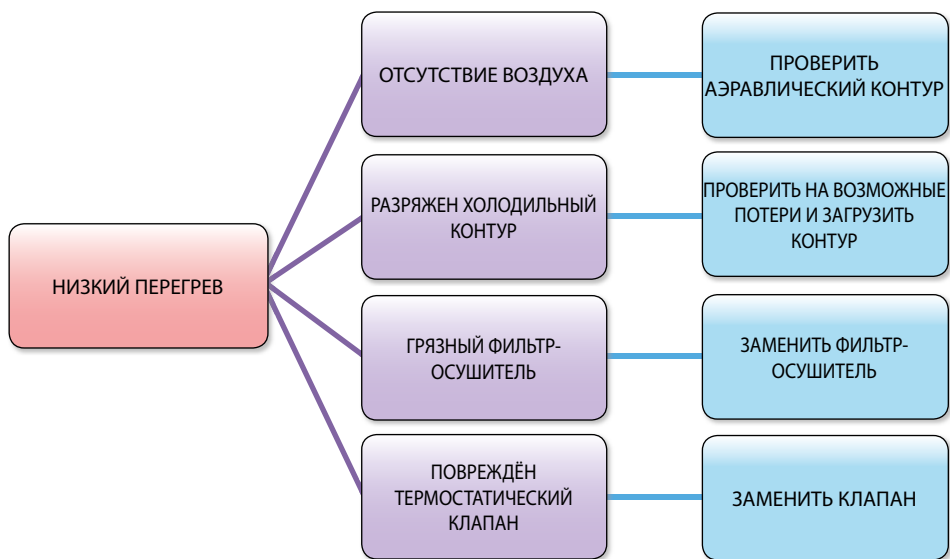 НИЗКИЙ ПЕРЕГРЕВ
ОТСУТСТВИЕ ВОЗДУХА
ПРОВЕРИТЬ
АЭРАВЛИЧЕСКИЙ КОНТУР
РАЗРЯЖЕН ХОЛОДИЛЬНЫЙ
КОНТУР
ПРОВЕРИТЬ НА ВОЗМОЖНЫЕ
ПОТЕРИ И ЗАГРУЗИТЬ
КОНТУР
ГРЯЗНЫЙ ФИЛЬТР-
ОСУШИТЕЛЬ
ЗАМЕНИТЬ ФИЛЬТР-
ОСУШИТЕЛЬ
ПОВРЕЖДЁН
ТЕРМОСТАТИЧЕСКИЙ
КЛАПАН
ЗАМЕНИТЬ КЛАПАН